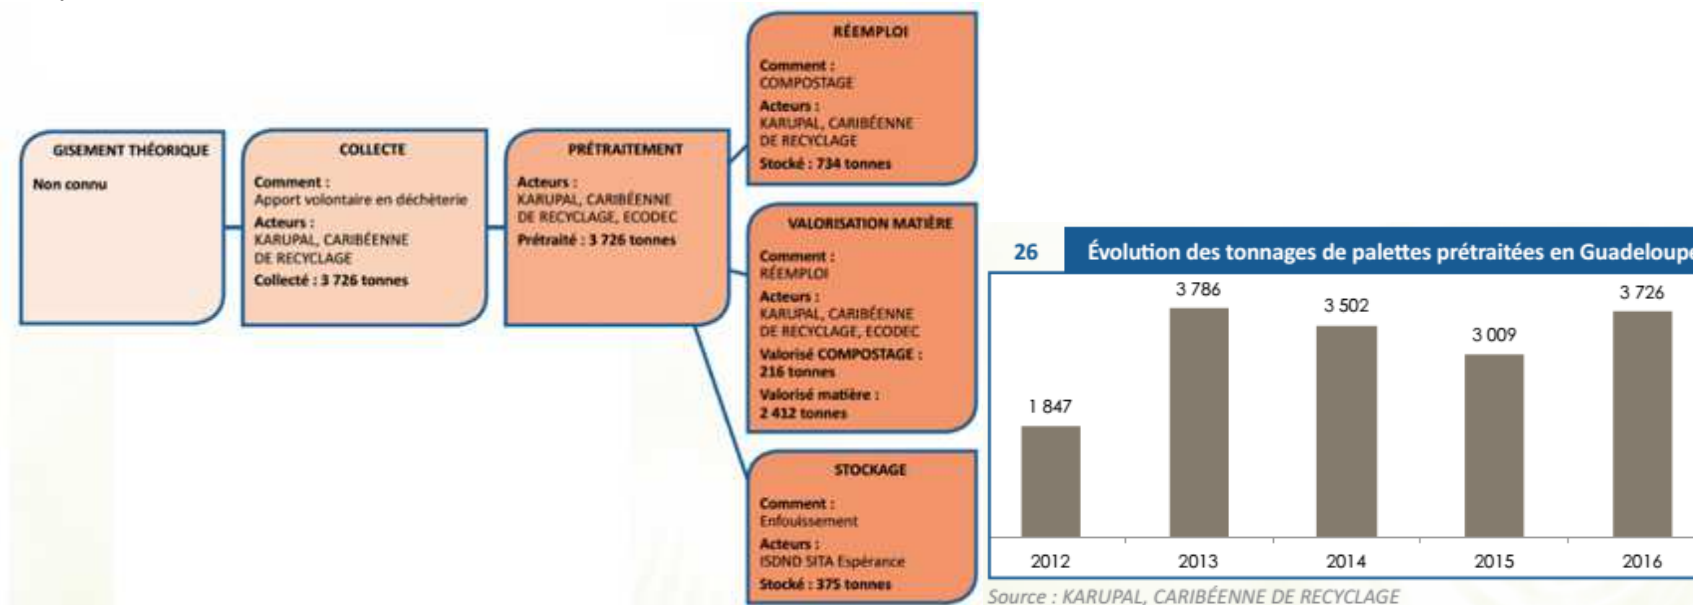 GISEMENT THÉORIQUE
Non connu
COLLECTE
Comment :
Apport volontaire en déchèterie
Acteurs :
KARUPAL, CARIBÉENNE
DE RECYCLAGE
Collecté : 3 726 tonnes
PRÉTRAITEMENT
Acteurs :
KARUPAL, CARIBÉENNE
DE RECYCLAGE, ECODEC
Prétraité : 3 726 tonnes
RÉEMPLOI
Comment :
COMPOSTAGE
Acteurs :
KARUPAL, CARIBÉENNE
DE RECYCLAGE
Stocké : 734 tonnes
VALORISATION MATIÈRE
Comment :
RÉEMPLOI
Acteurs :
KARUPAL, CARIBÉENNE
DE RECYCLAGE, ECODEC
Valorisé COMPOSTAGE :
216 tonnes
Valorisé matière :
2 412 tonnes
STOCKAGE
Comment :
Enfouissement
Acteurs :
ISDND SITA Espérance
Stocké : 375 tonnes
26 Évolution des tonnages de palettes prétraitées en Guadeloupe
1 847
3 786
3 502
3 009
3 726
2012 2013 2014 2015 2016
Source : KARUPAL, CARIBÉENNE DE RECYCLAGE